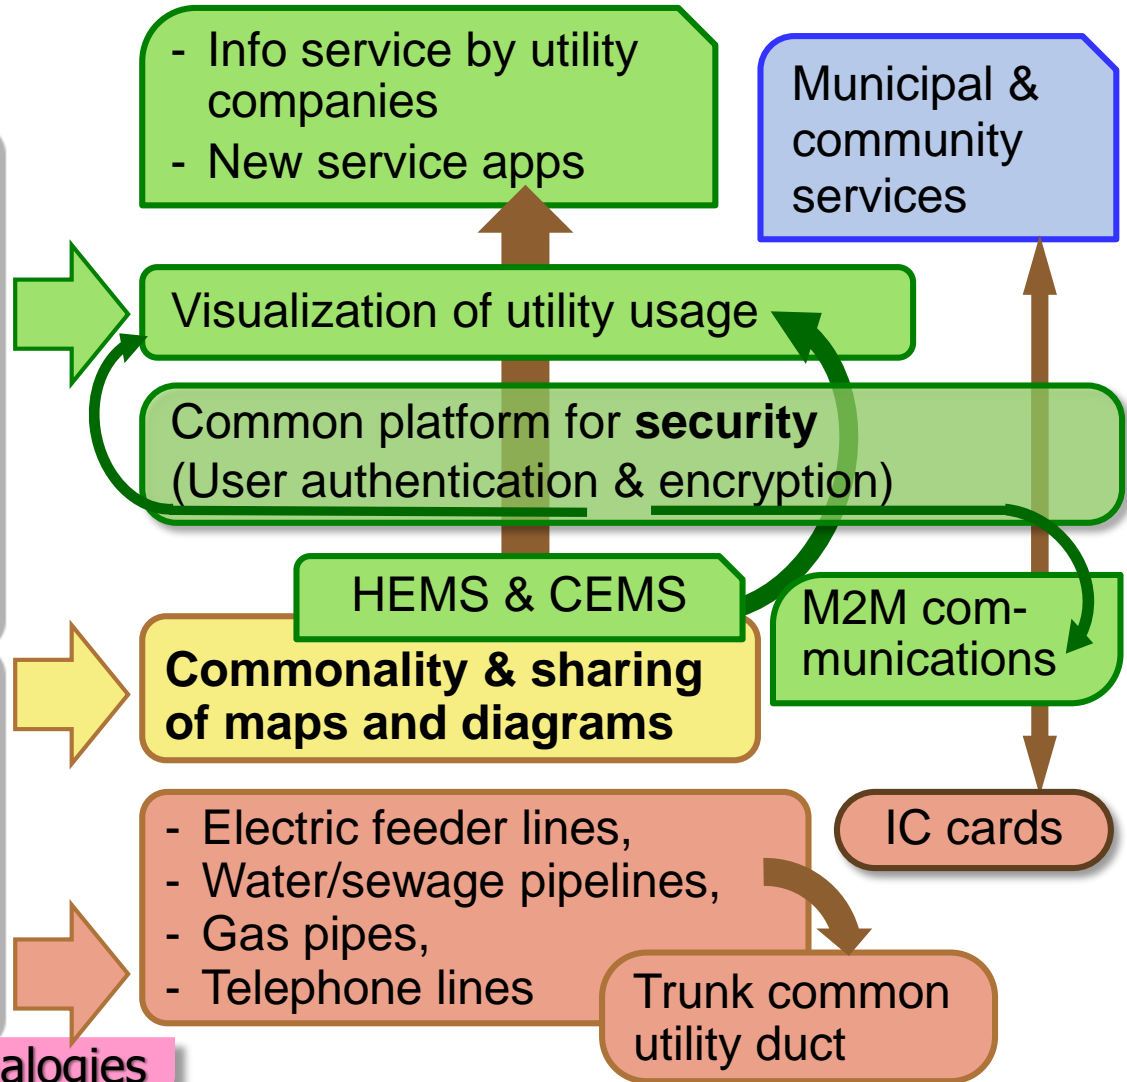 - Info service by utility
companies
- New service apps
Municipal &
community
services
Visualization of utility usage
Common platform for security
(User authentication & encryption)
HEMS & CEMS
M2M com-
munications
Commonality & sharing
of maps and diagrams
IC cards
- Electric feeder lines,
- Water/sewage pipelines,
- Gas pipes,
- Telephone lines
Trunk common
utility duct
alogies